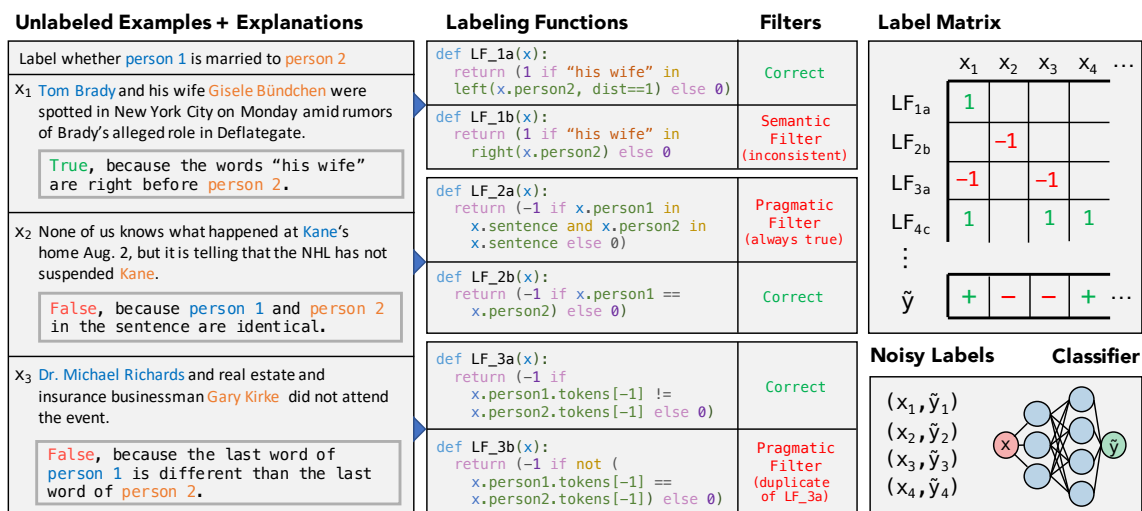 Unlabeled Examples + Explanations
Label whether person 1 is married to person 2
x1 Tom Brady and his wife Gisele Bündchen were
spotted in New York City on Monday amid rumors
of Brady's alleged role in Deflategate.
True, because the words "his wife"
are right before person 2.
x2 None of us knows what happened at Kane's
home Aug. 2, but it is telling that the NHL has not
suspended Kane.
False, because person 1 and person 2
in the sentence are identical.
x3 Dr. Michael Richards and real estate and
insurance businessman Gary Kirke did not attend
the event.
False, because the last word of
person 1 is different than the last
word of person 2.
Labeling Functions
Filters
def LF_1a(x):
return (1 if "his wife" in
left(x.person2, dist==1) else 0)
Correct
def LF_1b(x):
return (1 if "his wife" in
right(x.person2) else 0
Semantic
Filter
(inconsistent)
def LF_2a(x):
return (-1 if x.person1 in
x.sentence and x.person2 in
x.sentence else 0)
Pragmatic
Filter
(always true)
def LF_2b(x):
return (-1 if x.person1 ==
x.person2) else 0)
Correct
def LF_3a(x):
return (-1 if
x.person1.tokens[-1] !=
x.person2.tokens[-1] else 0)
Correct
def LF_3b(x):
return (-1 if not (
x.person1.tokens[-1] ==
x.person2.tokens[-1]) else 0)
Pragmatic
Filter
(duplicate
of LF_3a)
Label Matrix
x1 x2 x3 x4 ...
LF1a 1
LF2b -1
LF3a -1 -1
LF4c 1 1 1
⋮
ỹ + - - + ...
Noisy Labels
Classifier
(x1,ỹ1)
(x2,ỹ2)
(x3,ỹ3)
(x4,ỹ4)
x ỹ